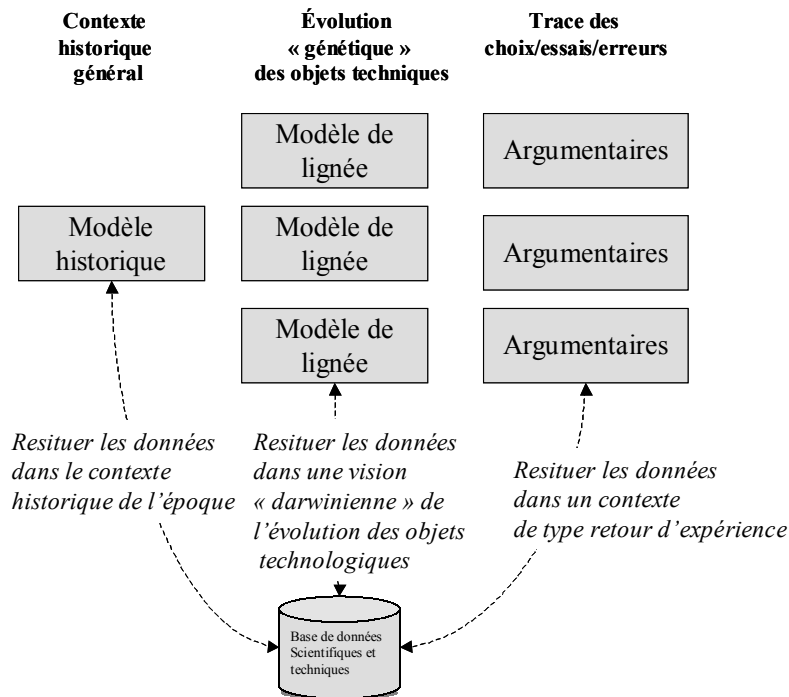 Contexte
historique
général
Évolution
« génétique »
des objets techniques
Trace des
choix/essais/erreurs
Modèle de
lignée
Argumentaires
Modèle
historique
Modèle de
lignée
Argumentaires
Modèle de
lignée
Argumentaires
Resituer les données
dans le contexte
historique de l'époque
Resituer les données
dans une vision
« darwinienne » de
l'évolution des objets
technologiques
Resituer les données
dans un contexte
de type retour d'expérience
Base de données
Scientifiques et
techniques